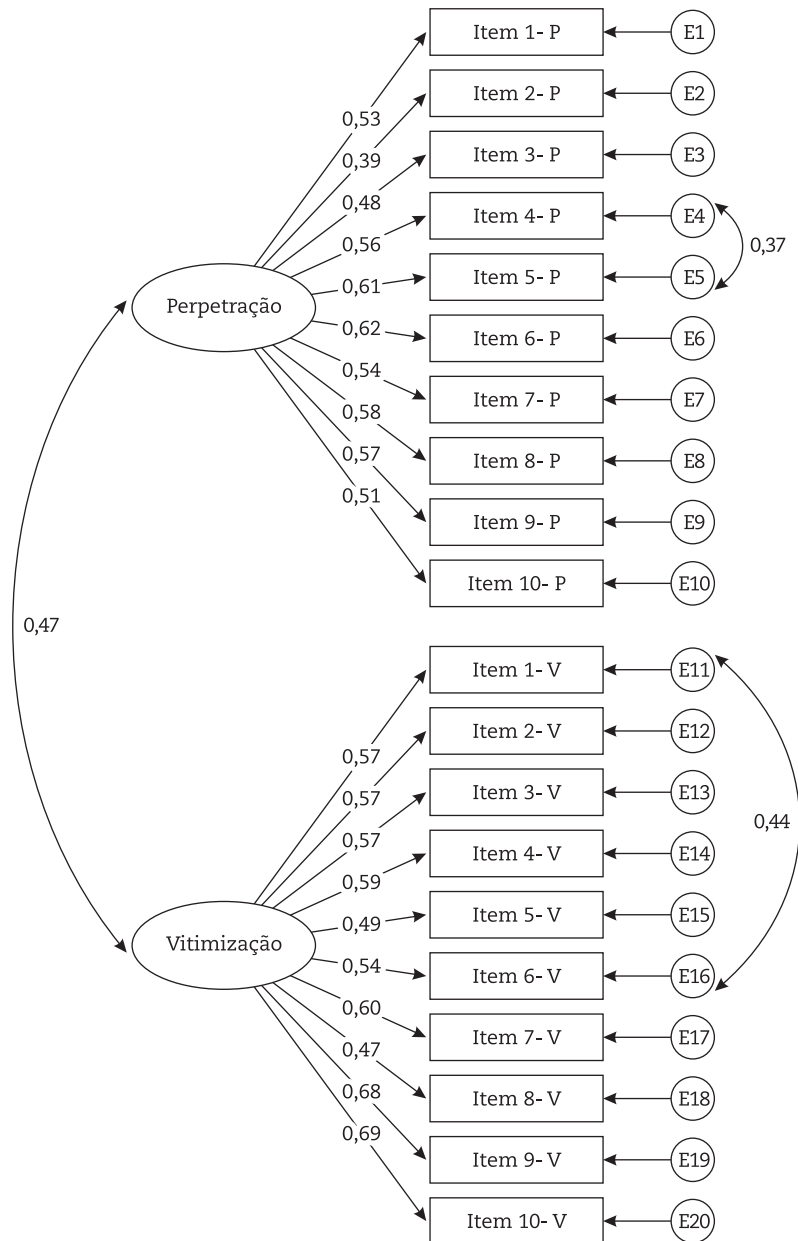 Item 1- P
E1
Item 2- P
E2
0,53
Item 3- P
E3
0,39
0,48
Item 4- P
E4
0,56
0,37
Item 5- P
E5
0,61
Perpetração
0,62
Item 6- P
E6
0,54
Item 7- P
E7
0,58
0,57
Item 8- P
E8
0,51
Item 9- P
E9
Item 10- P
E10
0,47
Item 1- V
E11
Item 2- V
E12
0,57
0,57
Item 3- V
E13
0,57
0,44
Item 4- V
E14
0,59
Item 5- V
E15
0,49
Vitimização
0,54
Item 6- V
E16
0,60
Item 7- V
E17
0,47
0,68
Item 8- V
E18
0,69
Item 9- V
E19
Item 10- V
E20